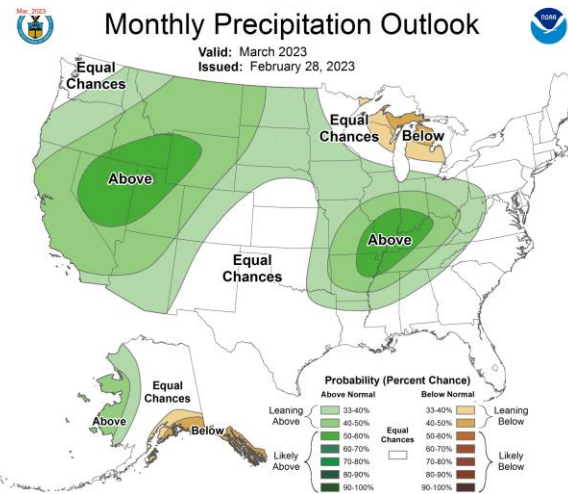 Mar, 2023
Monthly Precipitation Outlook
NOAA
Valid: March 2023
Issued: February 28, 2023
Equal
Chances
Equal
Chances
Below
Above
Above
Equal
Chances
Equal
Chances
Above
Below
Probability (Percent Chance)
Above Normal
Below Normal
Leaning
Above
33-40%
40-50%
Likely
Above
50-60%
60-70%
70-80%
80-90%
90-100%
Equal
Chances
33-40%
40-50%
Leaning
Below
50-60%
60-70%
70-80%
80-90%
90-100%
Likely
Below